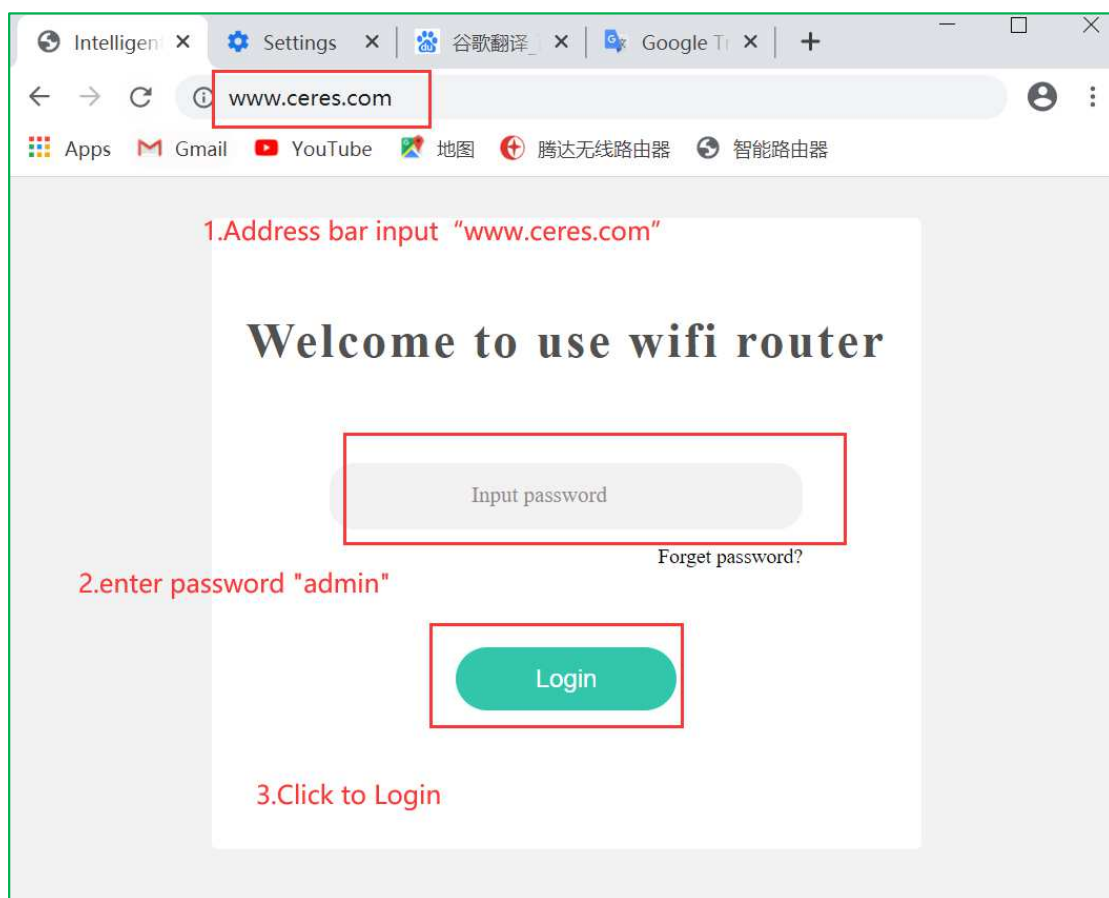 Intelligen Settings 谷歌翻译_ Google Tr
www.ceres.com
Apps Gmail YouTube 地图 腾达无线路由器 智能路由器
1.Address bar input “www.ceres.com”
Welcome to use wifi router
Input password
Forget password?
2.enter password "admin"
Login
3.Click to Login